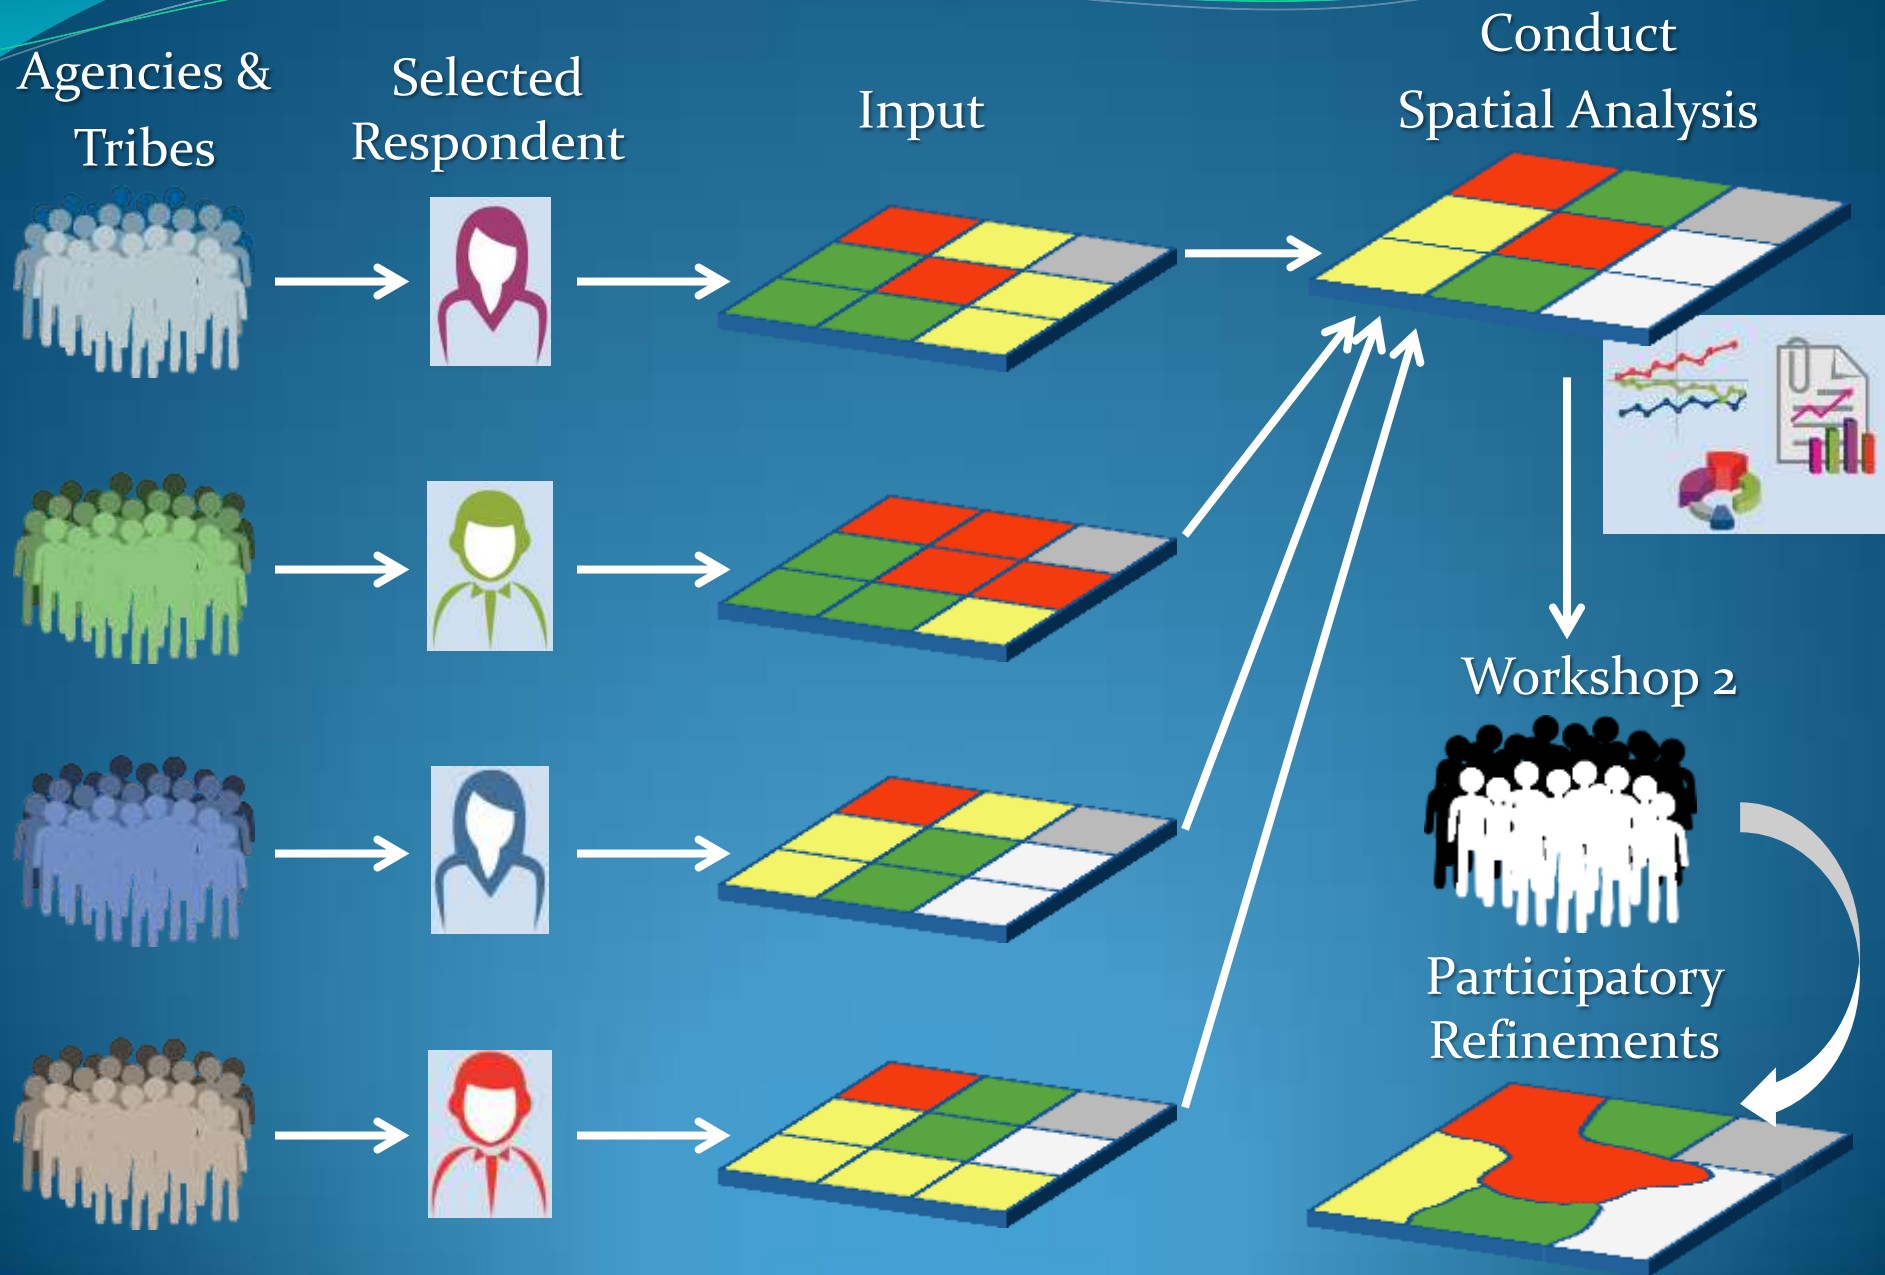 Agencies &
Tribes
Selected
Respondent
Input
Conduct
Spatial Analysis
Workshop 2
Participatory
Refinements